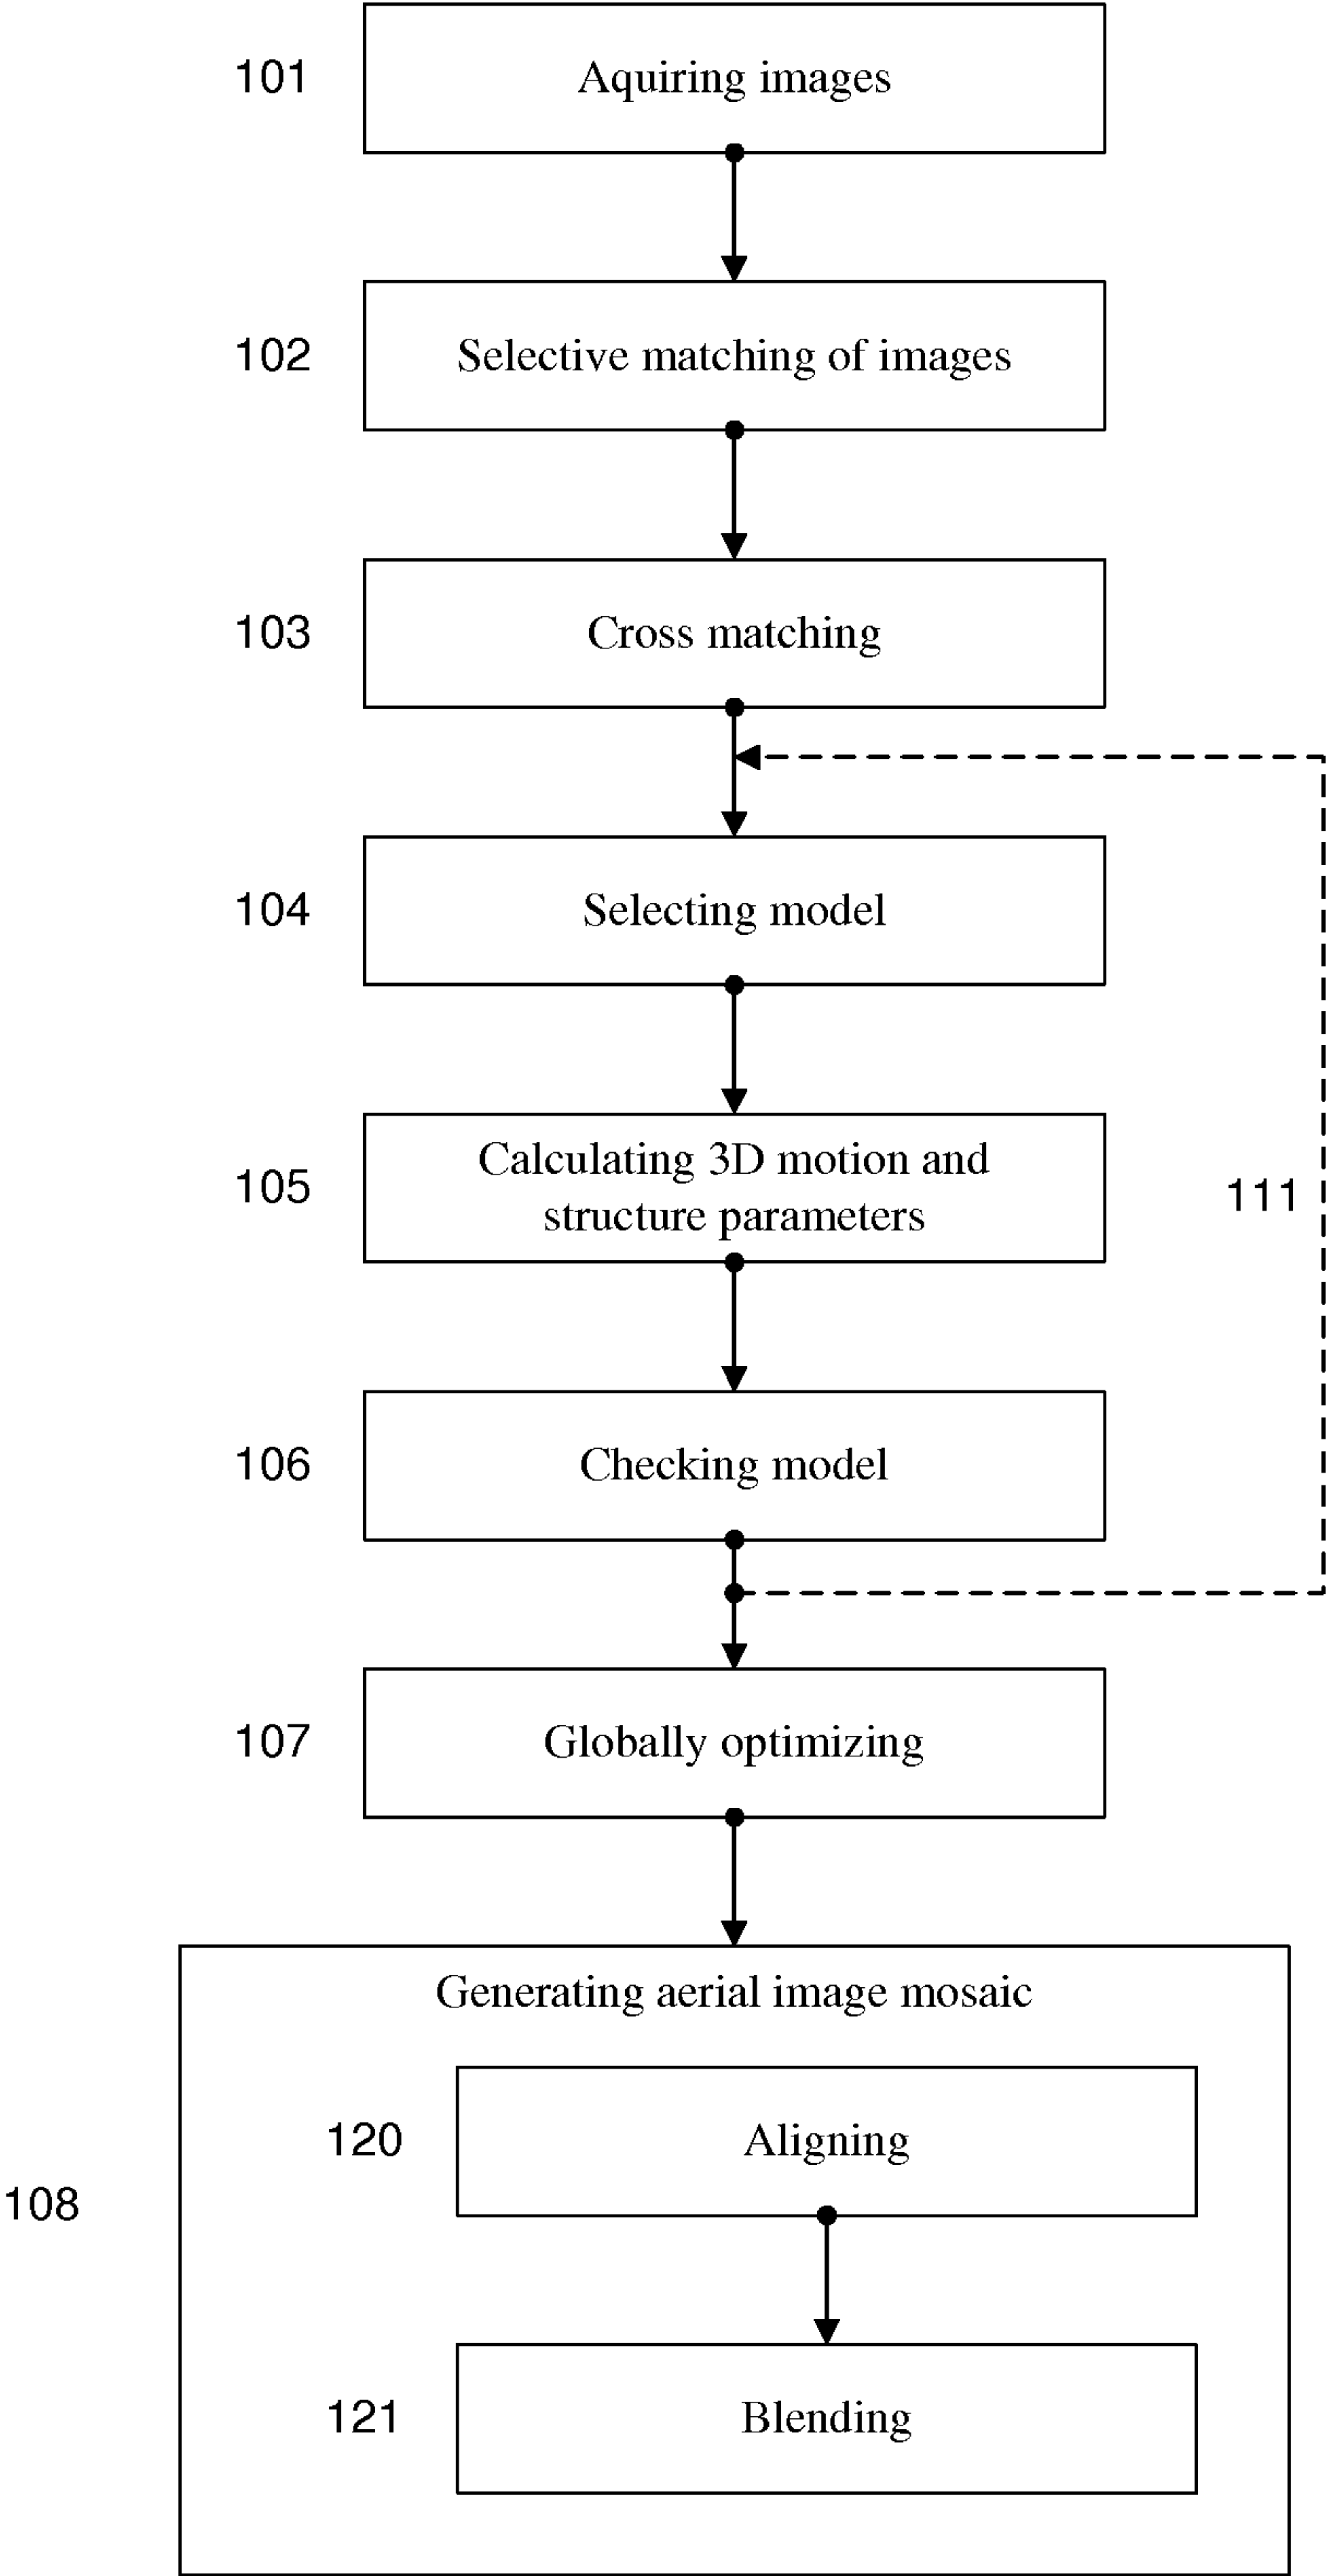 101
Aquiring images
102
Selective matching of images
103
Cross matching
104
Selecting model
105
Calculating 3D motion and
structure parameters
111
106
Checking model
107
Globally optimizing
Generating aerial image mosaic
120
Aligning
108
121
Blending